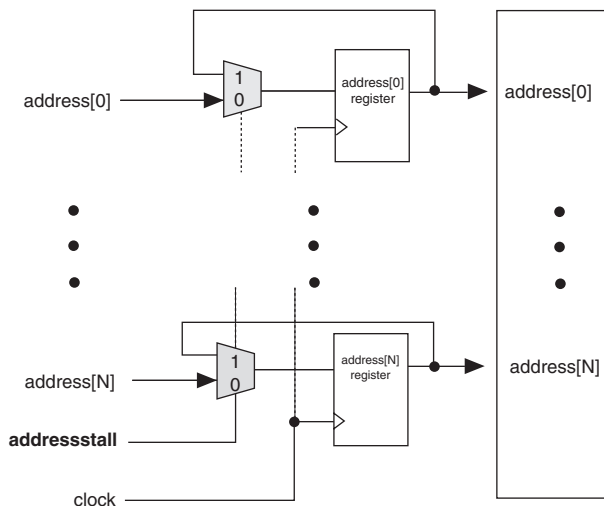 1
address[0]
0
address[0]
register
address[0]
1
address[N]
0
address[N]
register
address[N]
addressstall
clock